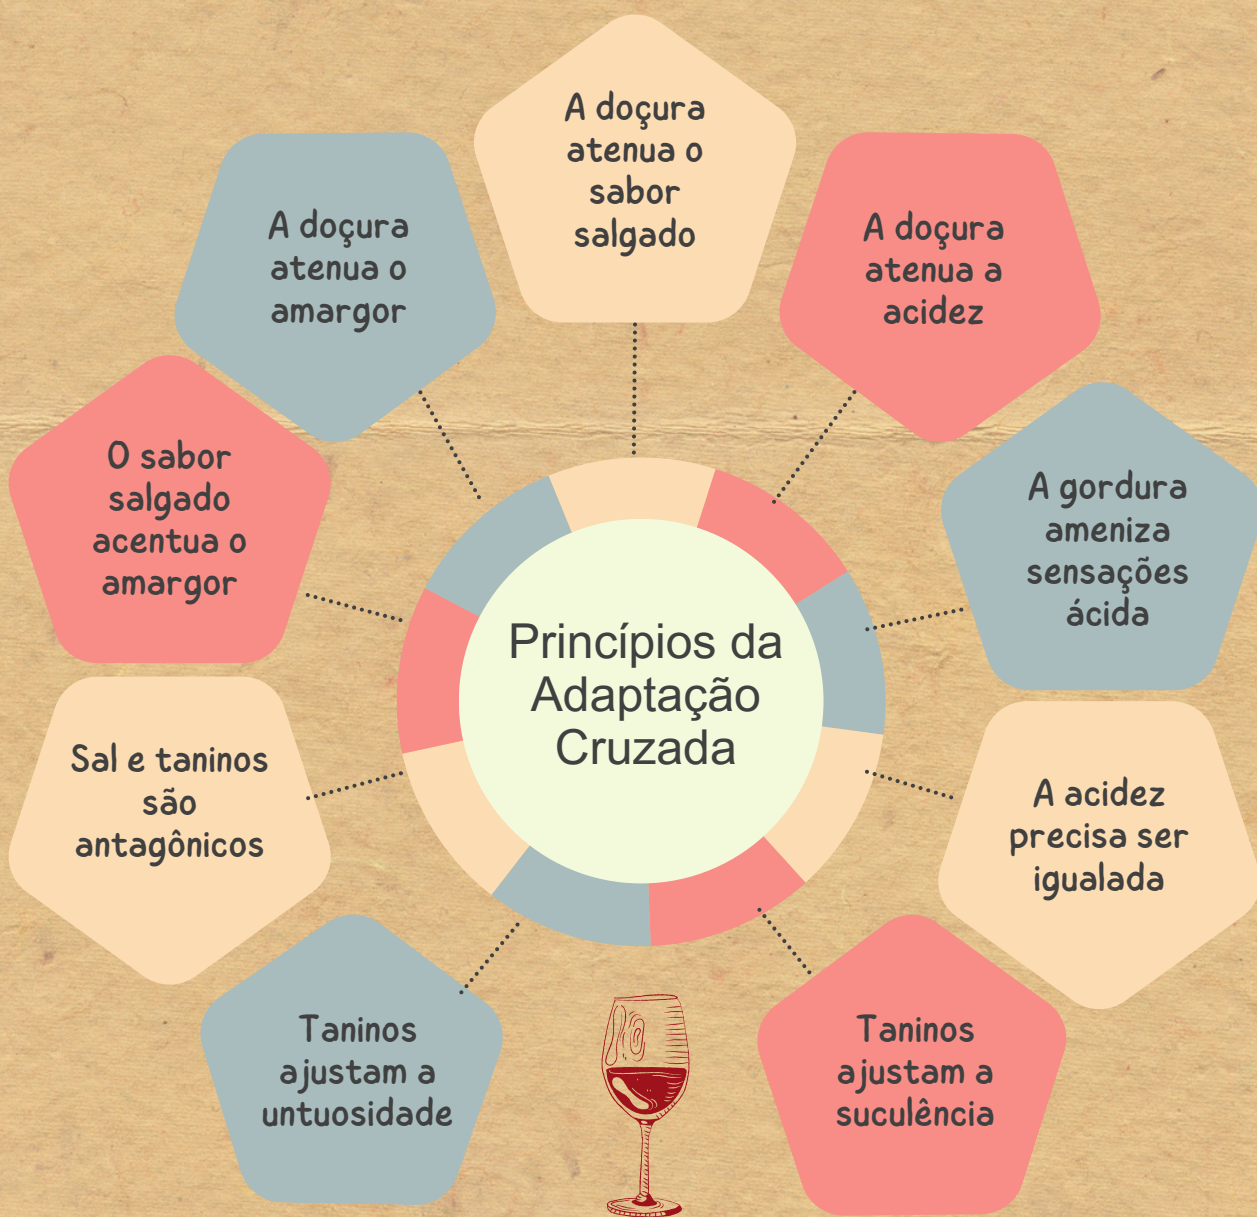 A doçura
atenua o
sabor
salgado
A doçura
atenua o
amargor
A doçura
atenua a
acidez
O sabor
salgado
acentua o
amargor
A gordura
ameniza
sensações
ácida
Princípios da
Adaptação
Cruzada
Sal e taninos
são
antagônicos
A acidez
precisa ser
igualada
Taninos
ajustam a
untuosidade
Taninos
ajustam a
suculência